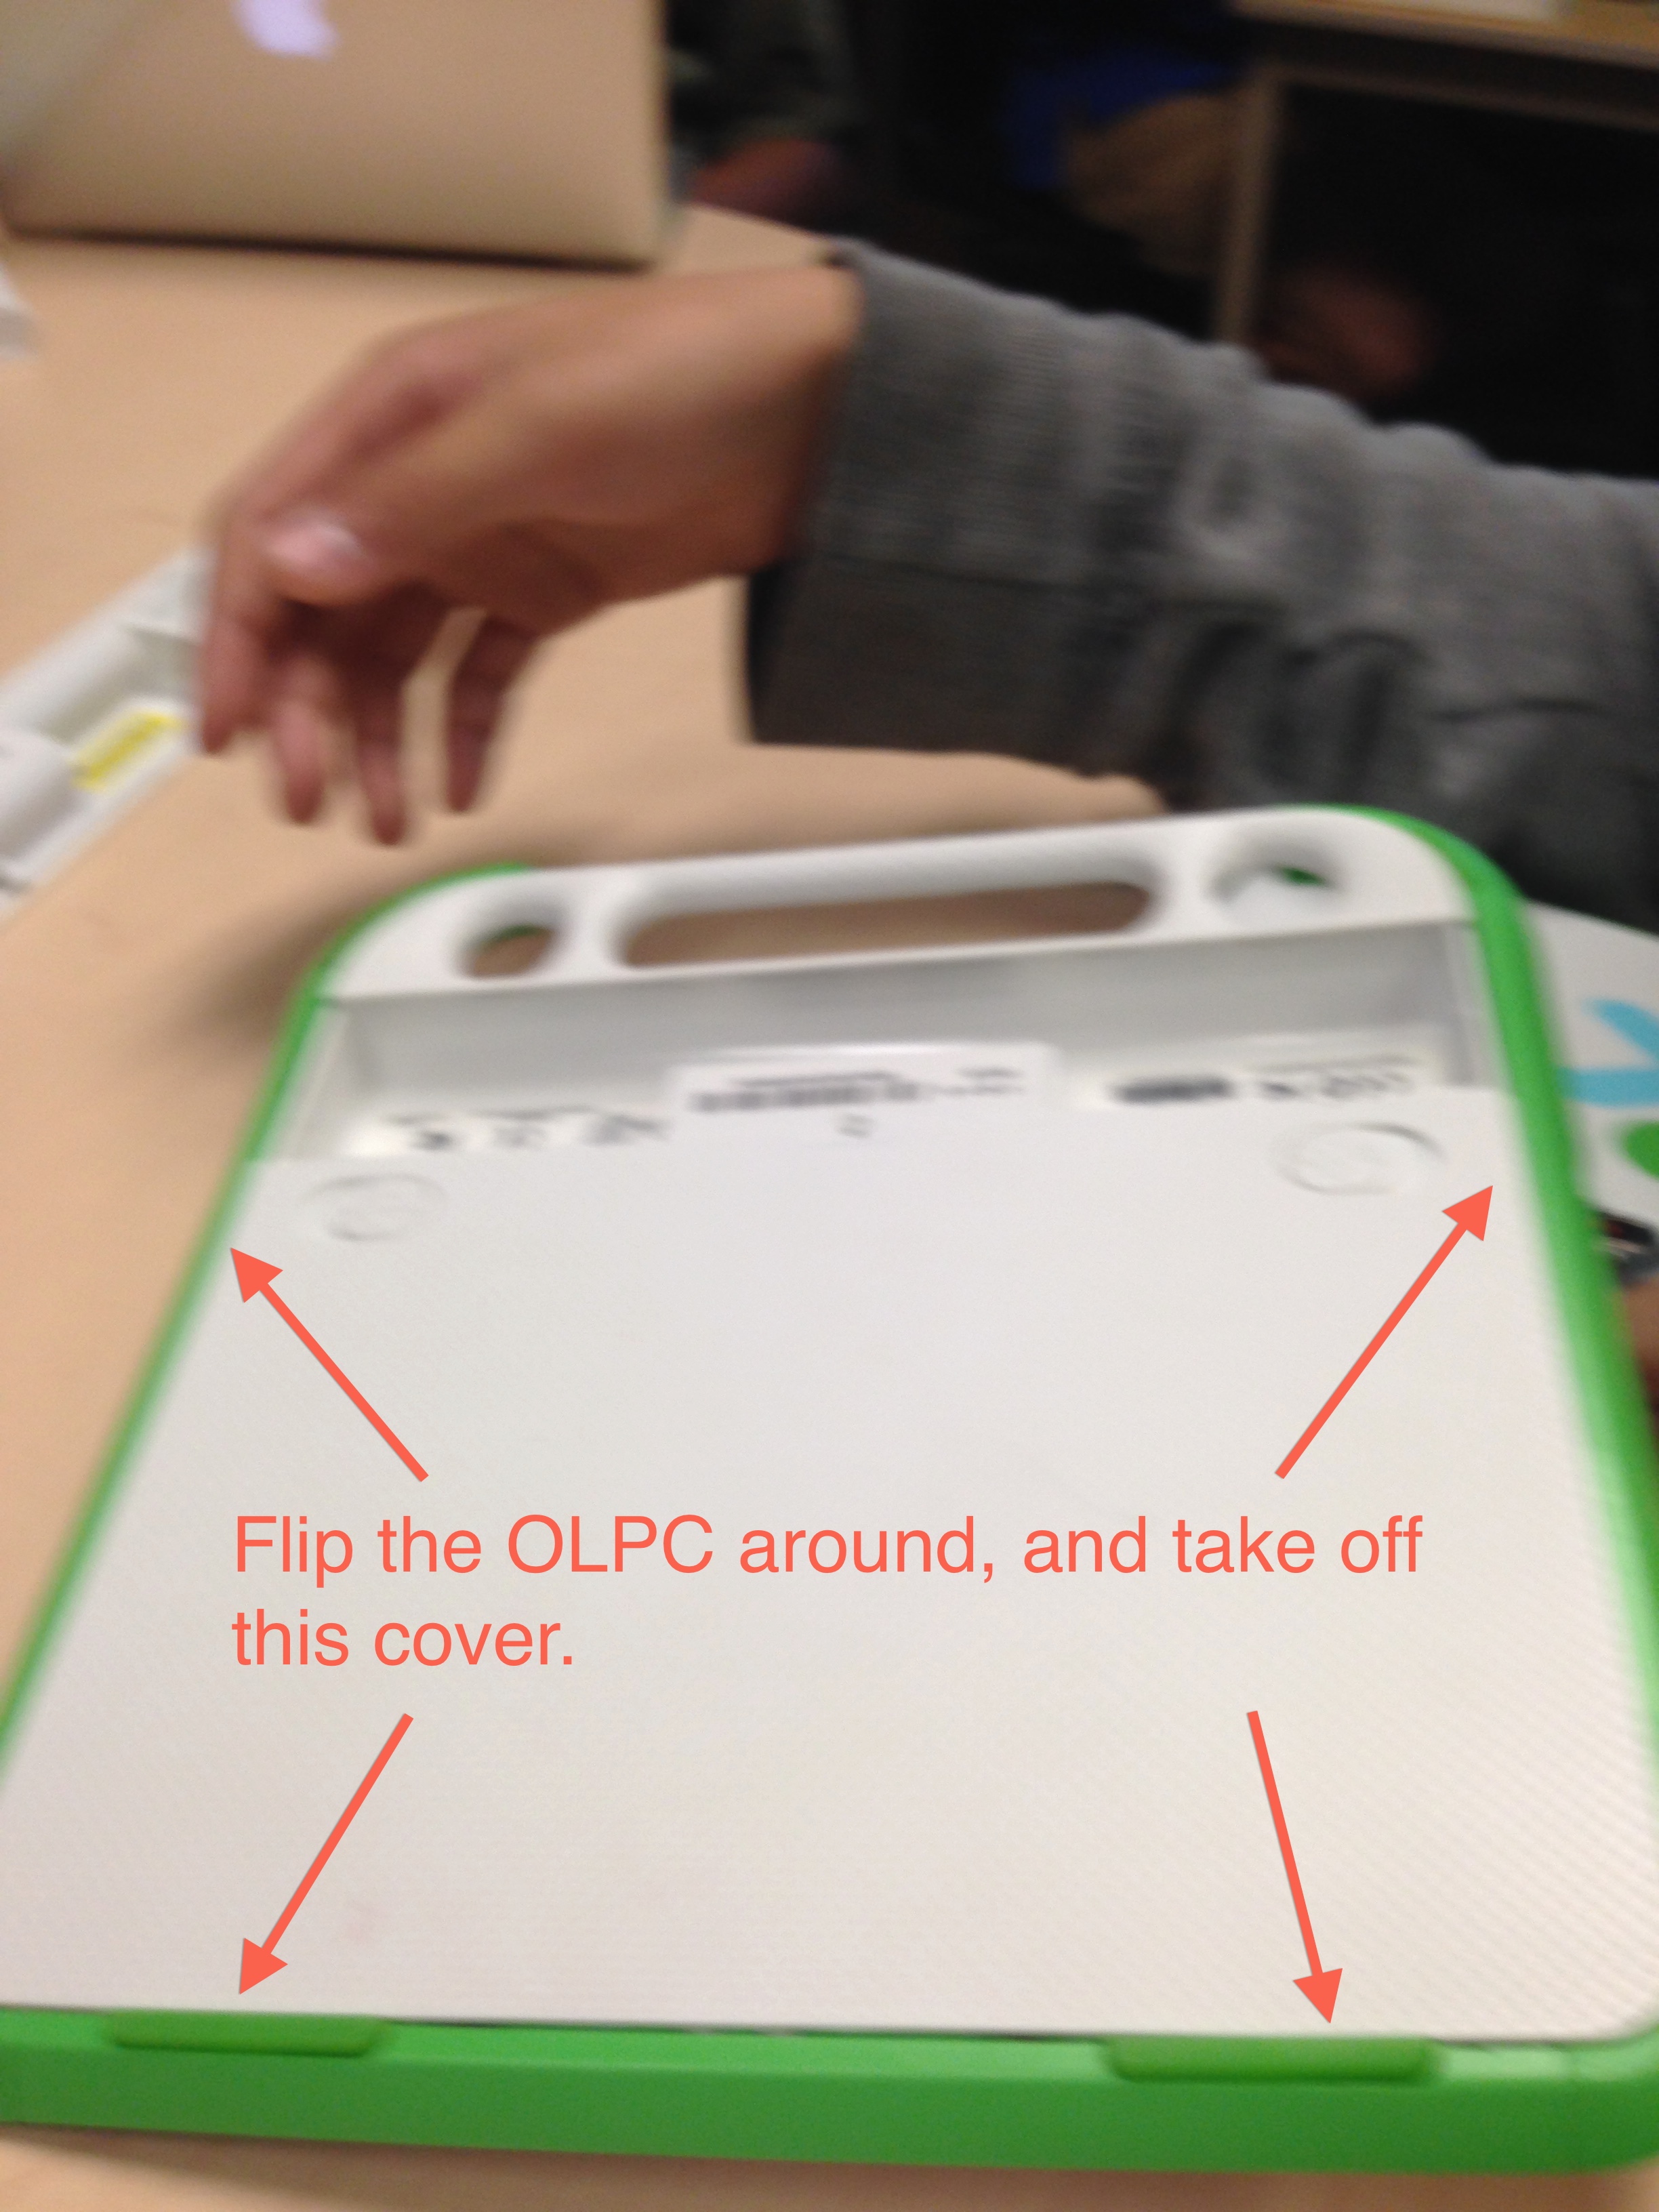 Flip the OLPC around, and take off
this cover.